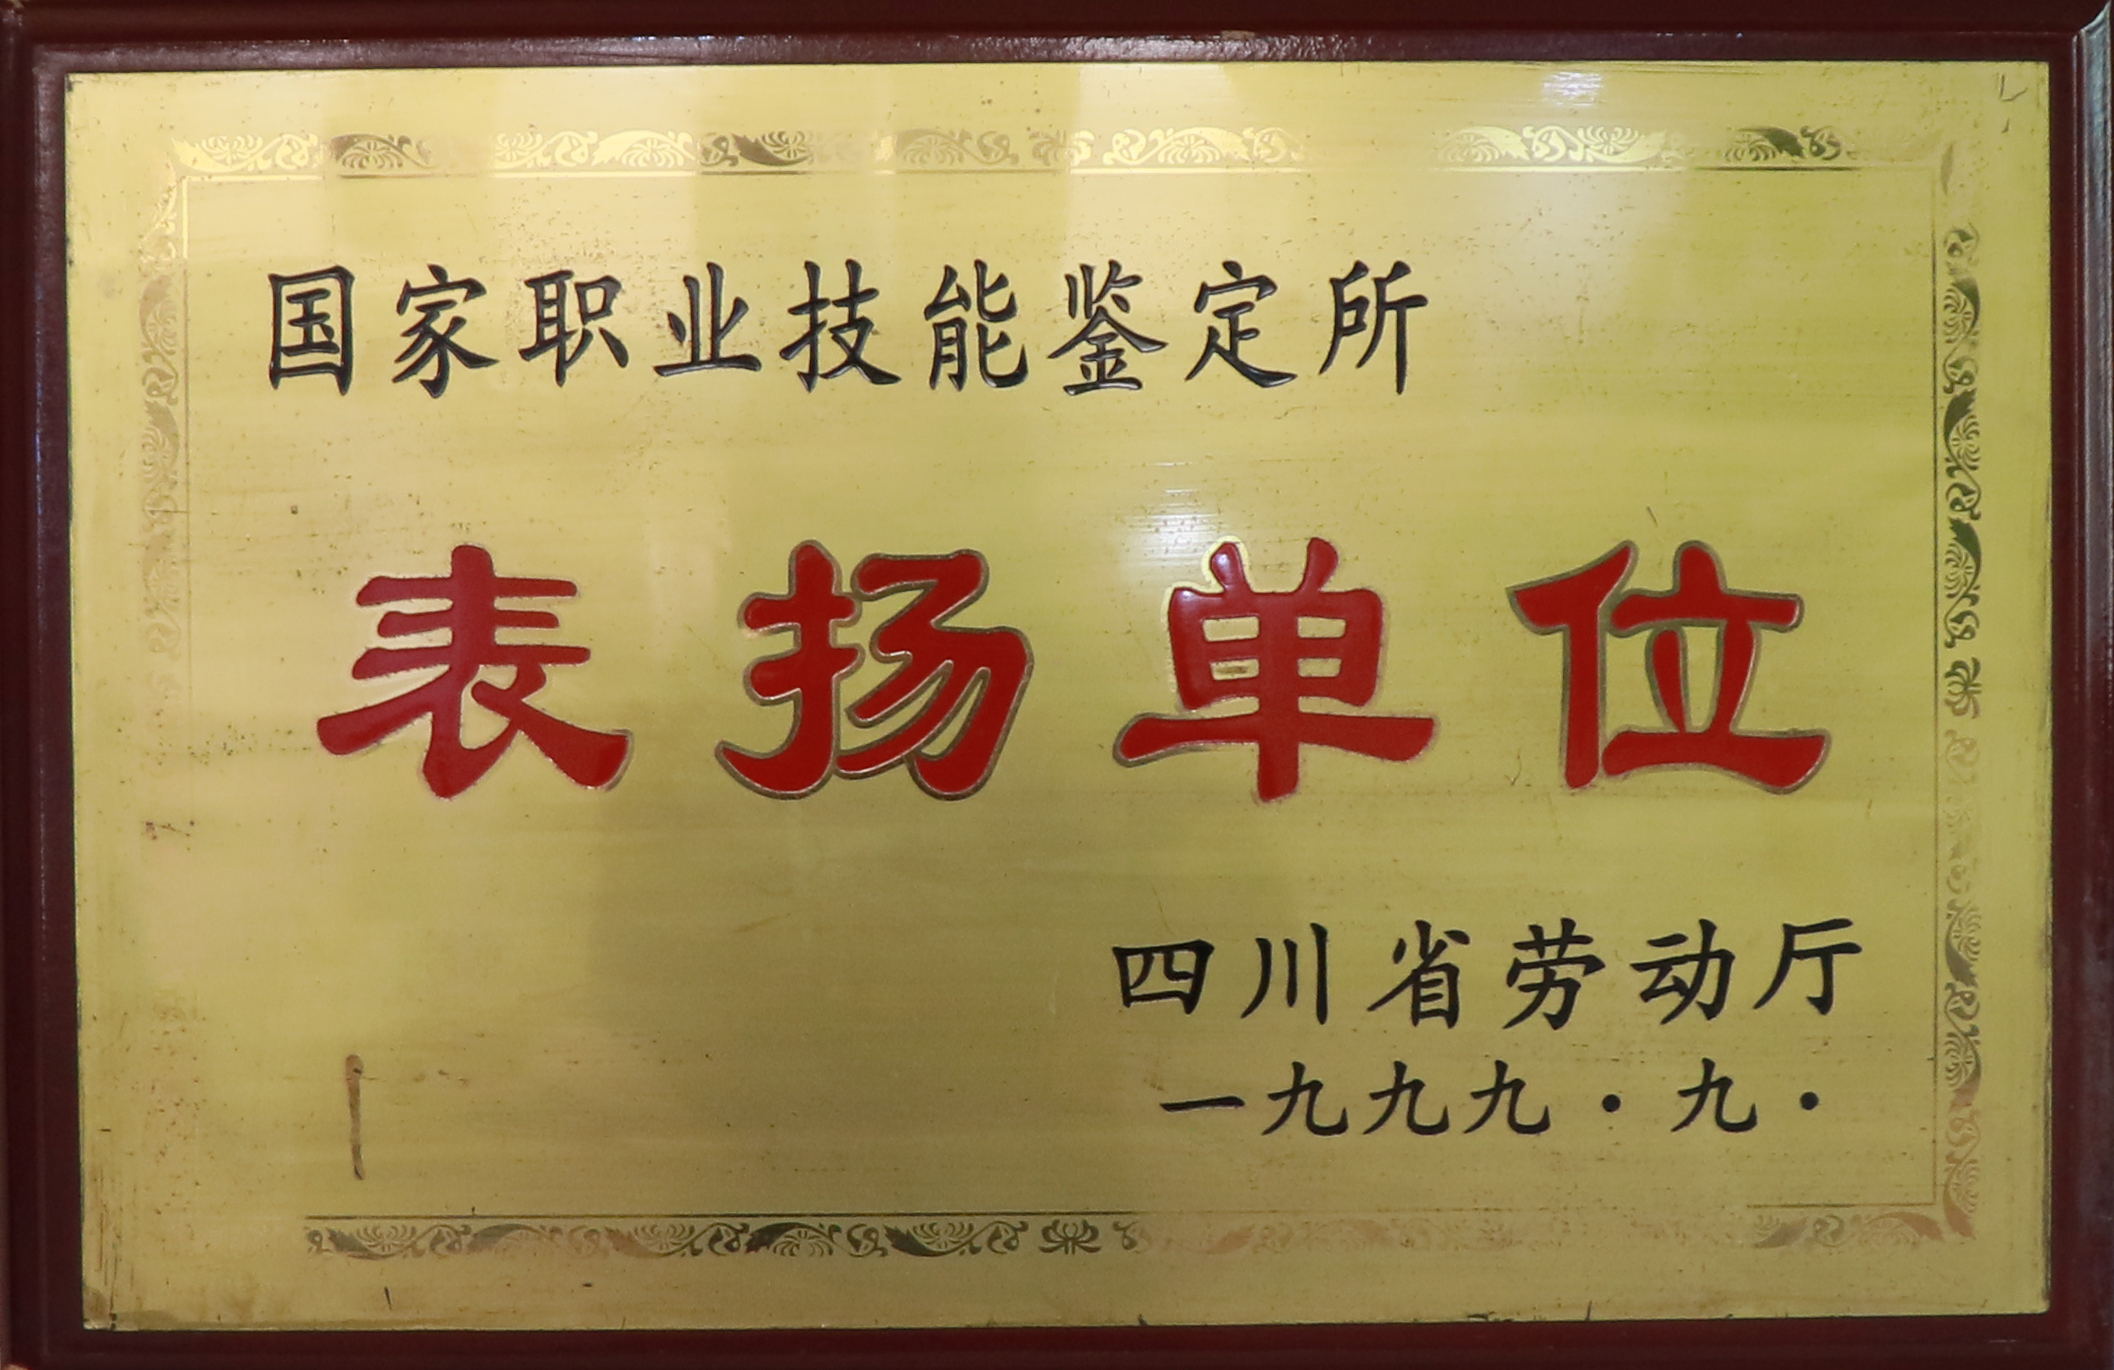 国家职业技能鉴定所
表扬单位
四川省劳动厅
一九九九·九·